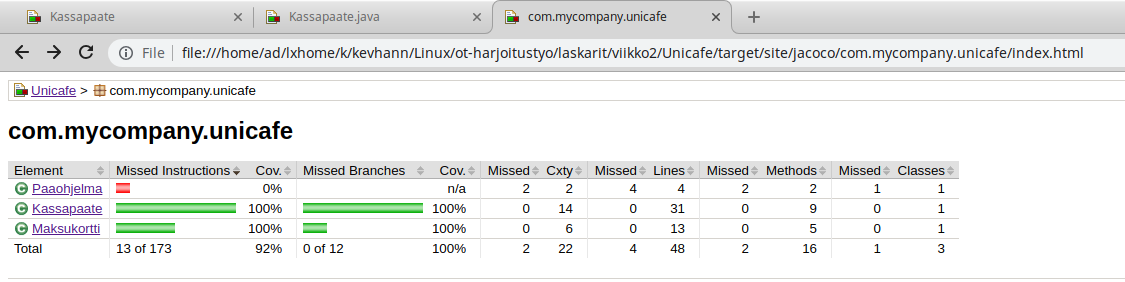 Kassapaate
Kassapaate.java
com.mycompany.unicafe
File file:///home/ad/lxhome/k/kevhann/Linux/ot-harjoitustyo/laskarit/viikko2/Unicafe/target/site/jacoco/com.mycompany.unicafe/index.html
Unicafe > com.mycompany.unicafe
com.mycompany.unicafe
Element Missed Instructions Cov. Missed Branches Cov. Missed Cxty Missed Lines Missed Methods Missed Classes
C Paaohjelma 0% n/a 2 2 4 4 2 2 1 1
C Kassapaate 100% 100% 0 14 0 31 0 9 0 1
C Maksukortti 100% 100% 0 6 0 13 0 5 0 1
Total 13 of 173 92% 0 of 12 100% 2 22 4 48 2 16 1 3